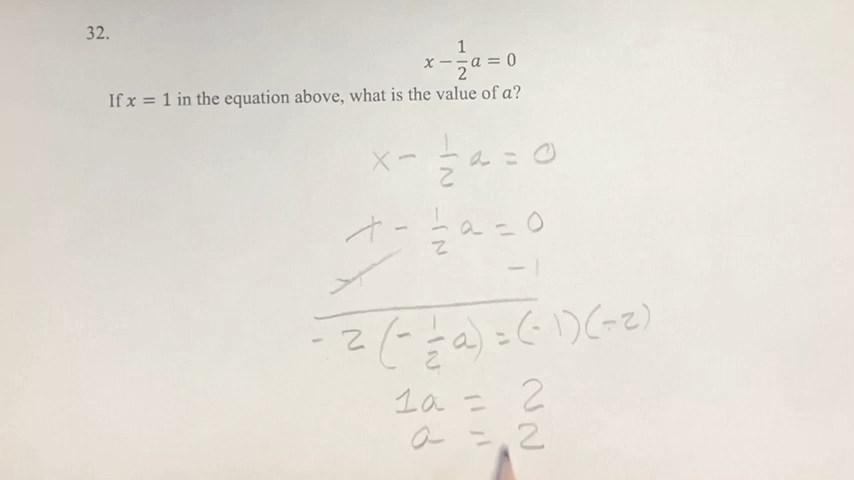 32.
x − 1/2 a = 0
If x = 1 in the equation above, what is the value of a?
x − 1/2 a = 0
1 − 1/2 a = 0
−1 −1
−2(−1/2 a) = (−1)(−2)
1a = 2
a = 2